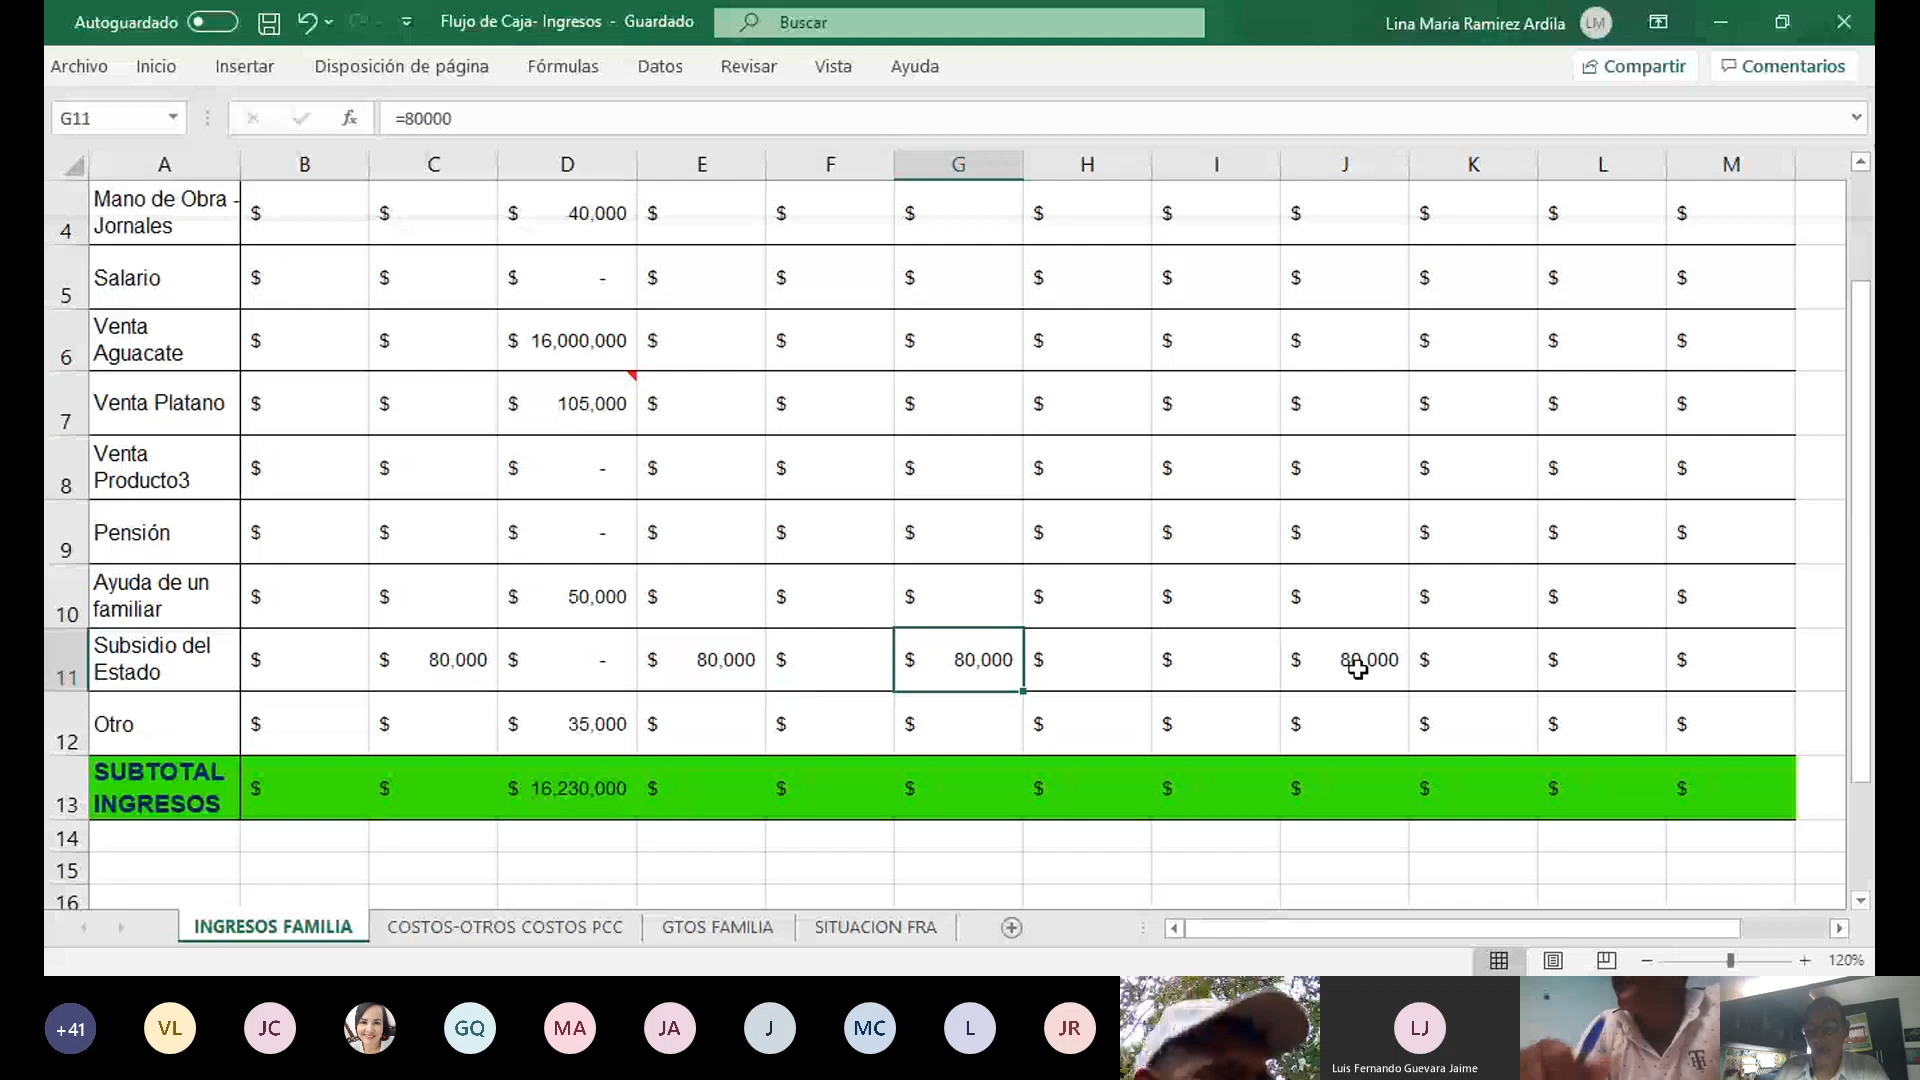 Autoguardado
Flujo de Caja- Ingresos - Guardado
Buscar
Lina Maria Ramirez Ardila LM
Archivo Inicio Insertar Disposición de página Fórmulas Datos Revisar Vista Ayuda Compartir Comentarios
G11 fx =80000
A B C D E F G H I J K L M
4 Mano de Obra - Jornales $ $ $ 40,000 $ $ $ $ $ $ $ $ $
5 Salario $ $ $ - $ $ $ $ $ $ $ $ $
6 Venta Aguacate $ $ $ 16,000,000 $ $ $ $ $ $ $ $ $
7 Venta Platano $ $ $ 105,000 $ $ $ $ $ $ $ $ $
8 Venta Producto3 $ $ $ - $ $ $ $ $ $ $ $ $
9 Pensión $ $ $ - $ $ $ $ $ $ $ $ $
10 Ayuda de un familiar $ $ $ 50,000 $ $ $ $ $ $ $ $ $
11 Subsidio del Estado $ $ 80,000 $ - $ 80,000 $ $ 80,000 $ $ $ 80,000 $ $ $
12 Otro $ $ $ 35,000 $ $ $ $ $ $ $ $ $
13 SUBTOTAL INGRESOS $ $ $ 16,230,000 $ $ $ $ $ $ $ $ $
14
15
16
INGRESOS FAMILIA COSTOS-OTROS COSTOS PCC GTOS FAMILIA SITUACION FRA
120%
+41 VL JC GQ MA JA J MC L JR LJ
Luis Fernando Guevara Jaime